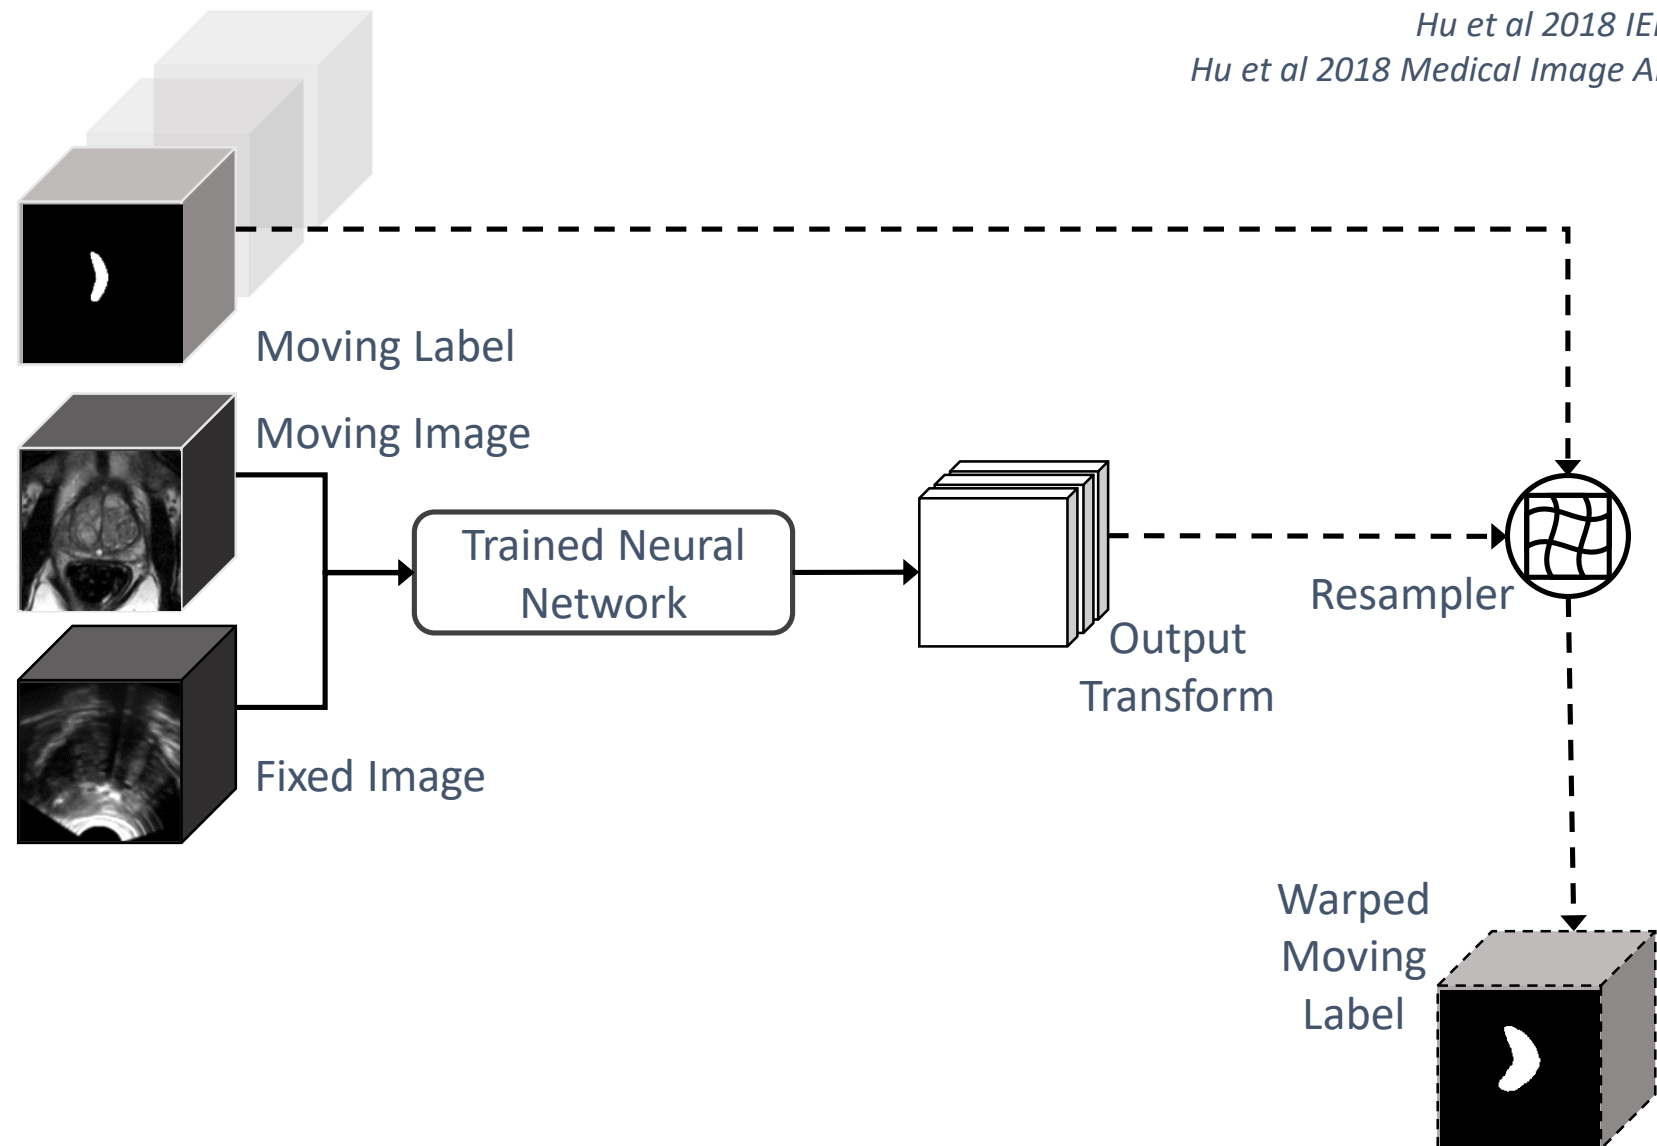 Hu et al 2018
Hu et al 2018 Medical Image
Moving Label
Moving Image
Trained Neural
Network
Resampler
Output
Transform
Fixed Image
Warped
Moving
Label